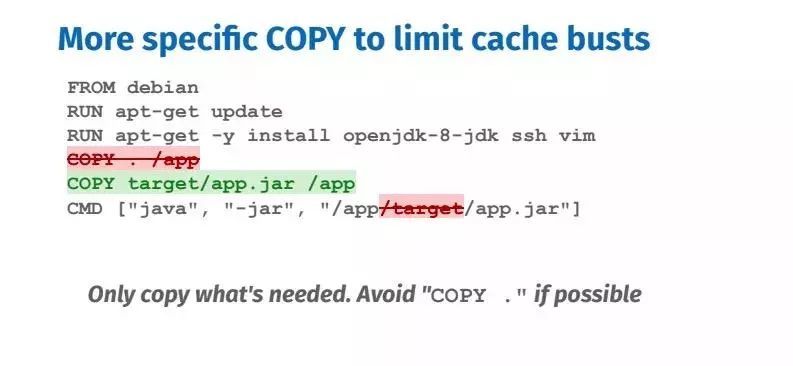 More specific COPY to limit cache busts
FROM debian
RUN apt-get update
RUN apt-get -y install openjdk-8-jdk ssh vim
COPY . /app
COPY target/app.jar /app
CMD ["java", "-jar", "/app/target/app.jar"]
Only copy what's needed. Avoid "COPY ." if possible